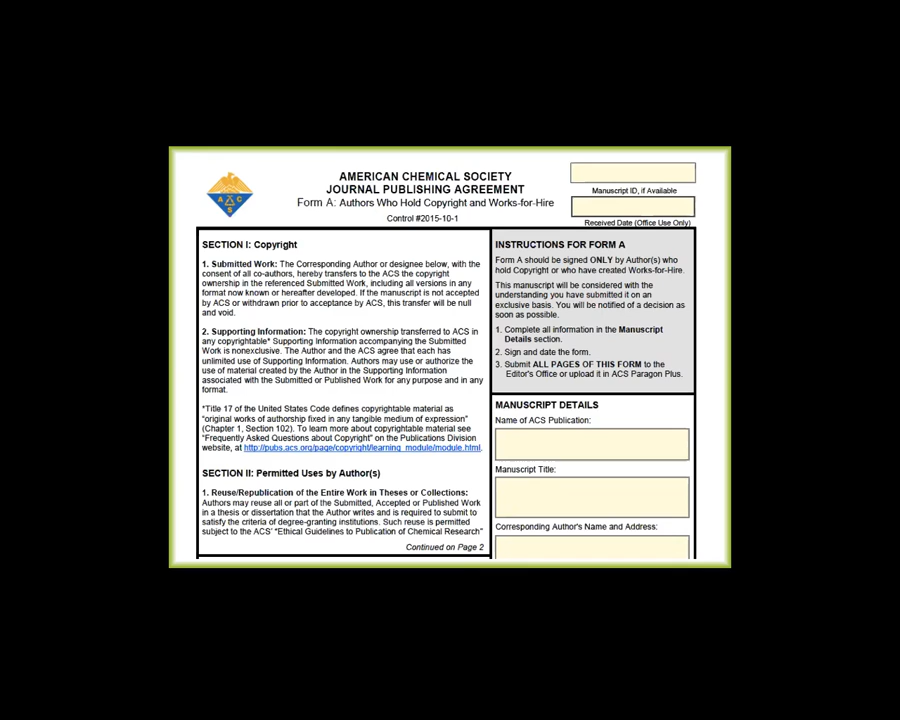 A C S
AMERICAN CHEMICAL SOCIETY
JOURNAL PUBLISHING AGREEMENT
Form A: Authors Who Hold Copyright and Works-for-Hire
Control #2015-10-1
Manuscript ID, if Available
Received Date (Office Use Only)
SECTION I: Copyright
1. Submitted Work: The Corresponding Author or designee below, with the
consent of all co-authors, hereby transfers to the ACS the copyright
ownership in the referenced Submitted Work, including all versions in any
format now known or hereafter developed. If the manuscript is not accepted
by ACS or withdrawn prior to acceptance by ACS, this transfer will be null
and void.
2. Supporting Information: The copyright ownership transferred to ACS in
any copyrightable* Supporting Information accompanying the Submitted
Work is nonexclusive. The Author and the ACS agree that each has
unlimited use of Supporting Information. Authors may use or authorize the
use of material created by the Author in the Supporting Information
associated with the Submitted or Published Work for any purpose and in any
format.
*Title 17 of the United States Code defines copyrightable material as
“original works of authorship fixed in any tangible medium of expression”
(Chapter 1, Section 102). To learn more about copyrightable material see
“Frequently Asked Questions about Copyright” on the Publications Division
website, at http://pubs.acs.org/page/copyright/learning_module/module.html.
SECTION II: Permitted Uses by Author(s)
1. Reuse/Republication of the Entire Work in Theses or Collections:
Authors may reuse all or part of the Submitted, Accepted or Published Work
in a thesis or dissertation that the Author writes and is required to submit to
satisfy the criteria of degree-granting institutions. Such reuse is permitted
subject to the ACS’ “Ethical Guidelines to Publication of Chemical Research”
Continued on Page 2
INSTRUCTIONS FOR FORM A
Form A should be signed ONLY by Author(s) who
hold Copyright or who have created Works-for-Hire.
This manuscript will be considered with the
understanding you have submitted it on an
exclusive basis. You will be notified of a decision as
soon as possible.
1. Complete all information in the Manuscript
Details section.
2. Sign and date the form.
3. Submit ALL PAGES OF THIS FORM to the
Editor's Office or upload it in ACS Paragon Plus.
MANUSCRIPT DETAILS
Name of ACS Publication:
Manuscript Title:
Corresponding Author's Name and Address: